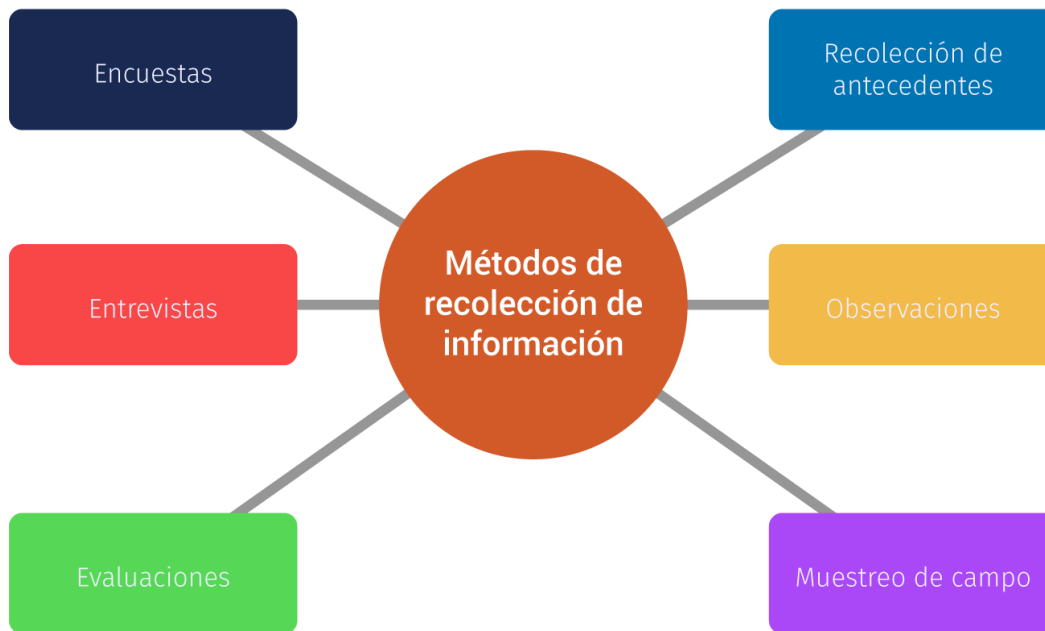 Encuestas
Recolección de
antecedentes
Métodos de
recolección de
información
Entrevistas
Observaciones
Evaluaciones
Muestreo de campo